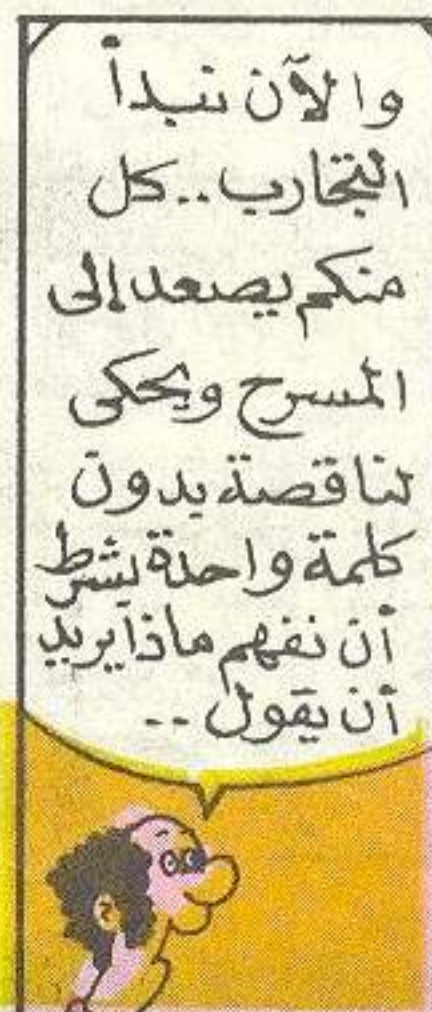 والآن نبدأ
التجارب.. كل
منكم يصعد إلى
المسرح ويحكى
لنا قصة بدون
كلمة واحدة بشرط
أن نفهم ماذا يريد
أن يقول ..